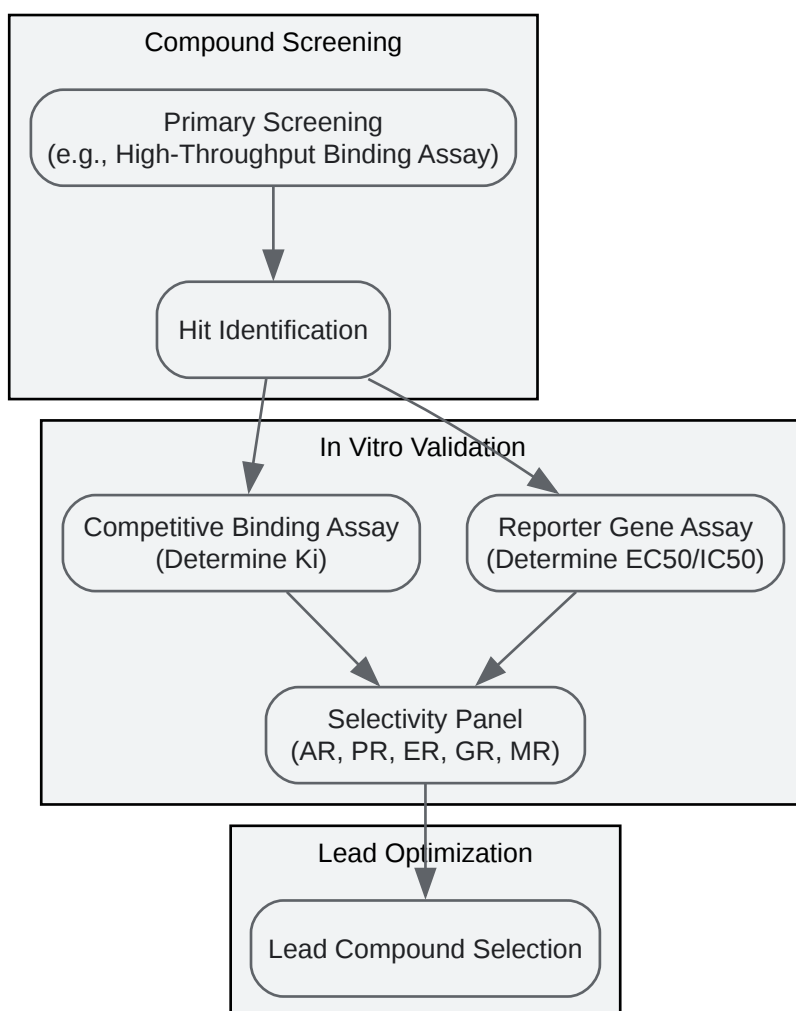 Compound Screening
Primary Screening
(e.g., High-Throughput Binding Assay)
Hit Identification
In Vitro Validation
Competitive Binding Assay
(Determine Ki)
Reporter Gene Assay
(Determine EC50/IC50)
Selectivity Panel
(AR, PR, ER, GR, MR)
Lead Optimization
Lead Compound Selection